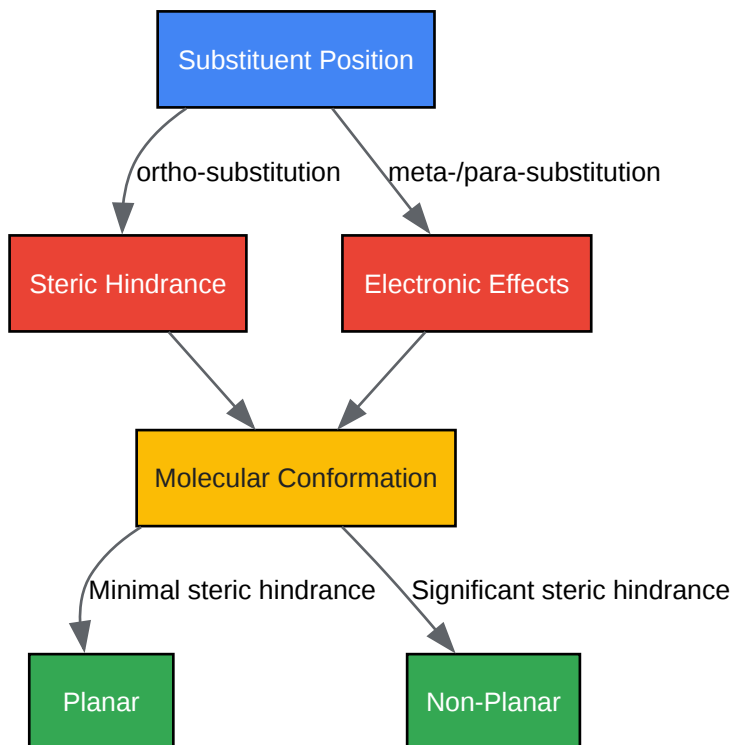 Substituent Position
ortho-substitution
meta-/para-substitution
Steric Hindrance
Electronic Effects
Molecular Conformation
Minimal steric hindrance
Significant steric hindrance
Planar
Non-Planar